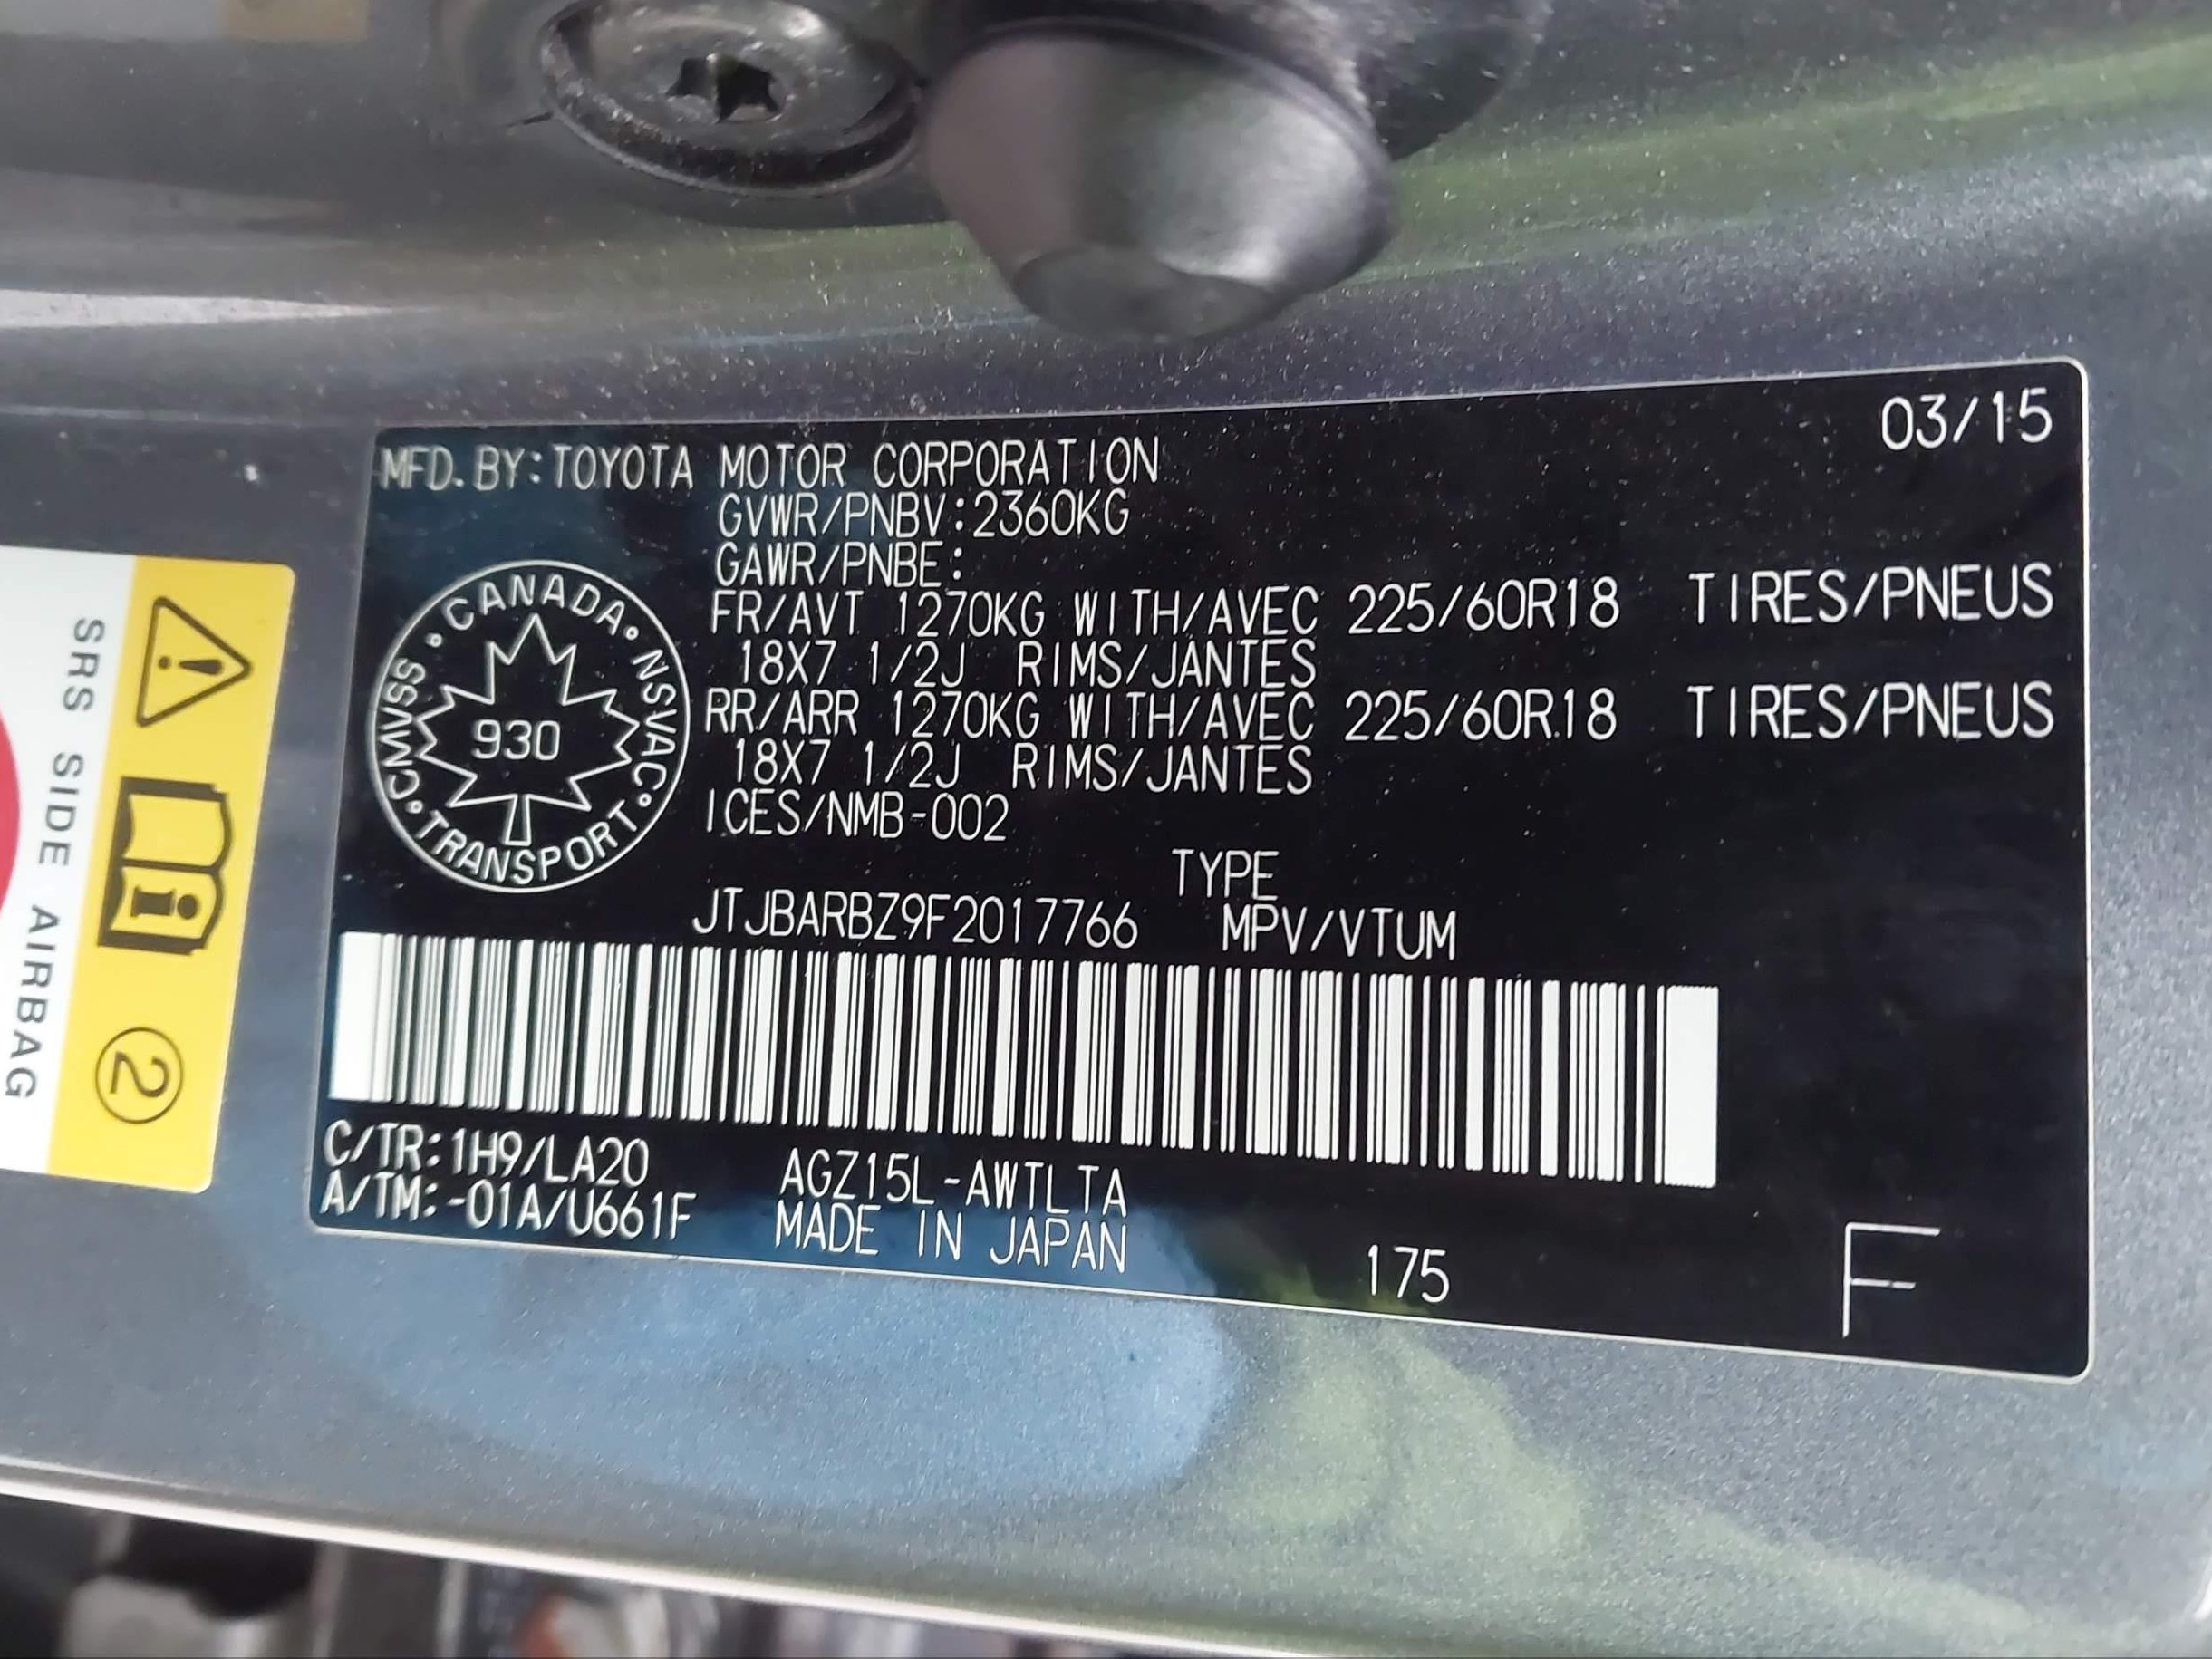 03/15
MFD. BY:TOYOTA MOTOR CORPORATION
GVWR/PNBV:2360KG
GAWR/PNBE:
FR/AVT 1270KG WITH/AVEC 225/60R18 TIRES/PNEUS
18X7 1/2J RIMS/JANTES
RR/ARR 1270KG WITH/AVEC 225/60R18 TIRES/PNEUS
18X7 1/2J RIMS/JANTES
ICES/NMB-002
CANADA • NSVAC • TRANSPORT • CMVSS •
930
TYPE
JTJBARBZ9F2017766 MPV/VTUM
C/TR:1H9/LA20 AGZ15L-AWTLTA
A/TM:-01A/U661F MADE IN JAPAN
175
F
SRS SIDE AIRBAG
2